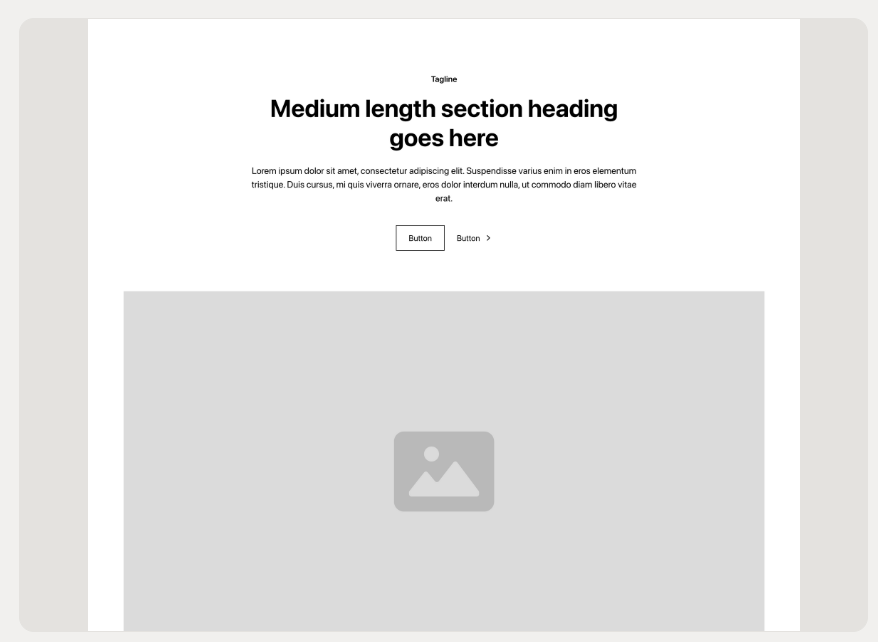 Tagline
Medium length section heading
goes here
Lorem ipsum dolor sit amet, consectetur adipiscing elit. Suspendisse varius enim in eros elementum
tristique. Duis cursus, mi quis viverra ornare, eros dolor interdum nulla, ut commodo diam libero vitae
erat.
Button
Button